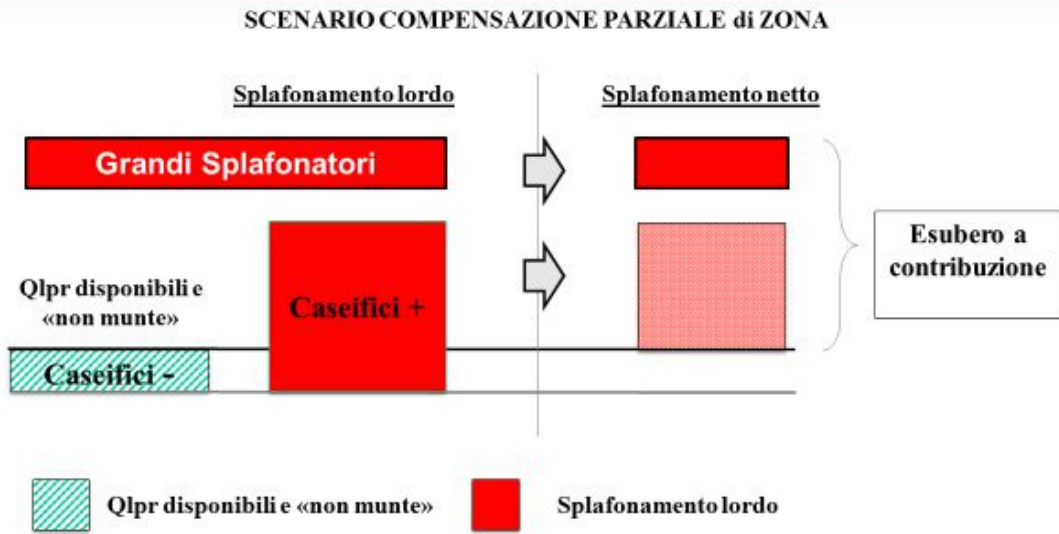 SCENARIO COMPENSAZIONE PARZIALE di ZONA
Splafonamento lordo
Splafonamento netto
Grandi Splafonatori
Qlpr disponibili e
«non munte»
Caseifici +
Caseifici -
Esubero a
contribuzione
Qlpr disponibili e «non munte»
Splafonamento lordo